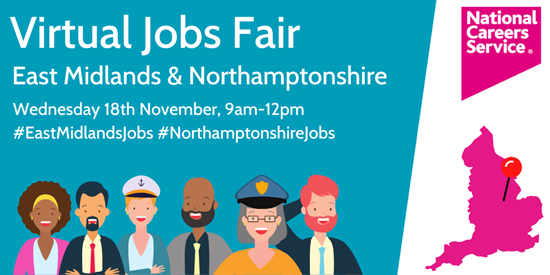 Virtual Jobs Fair
East Midlands & Northamptonshire
Wednesday 18th November, 9am-12pm
#EastMidlandsJobs #NorthamptonshireJobs
National
Careers
Service®